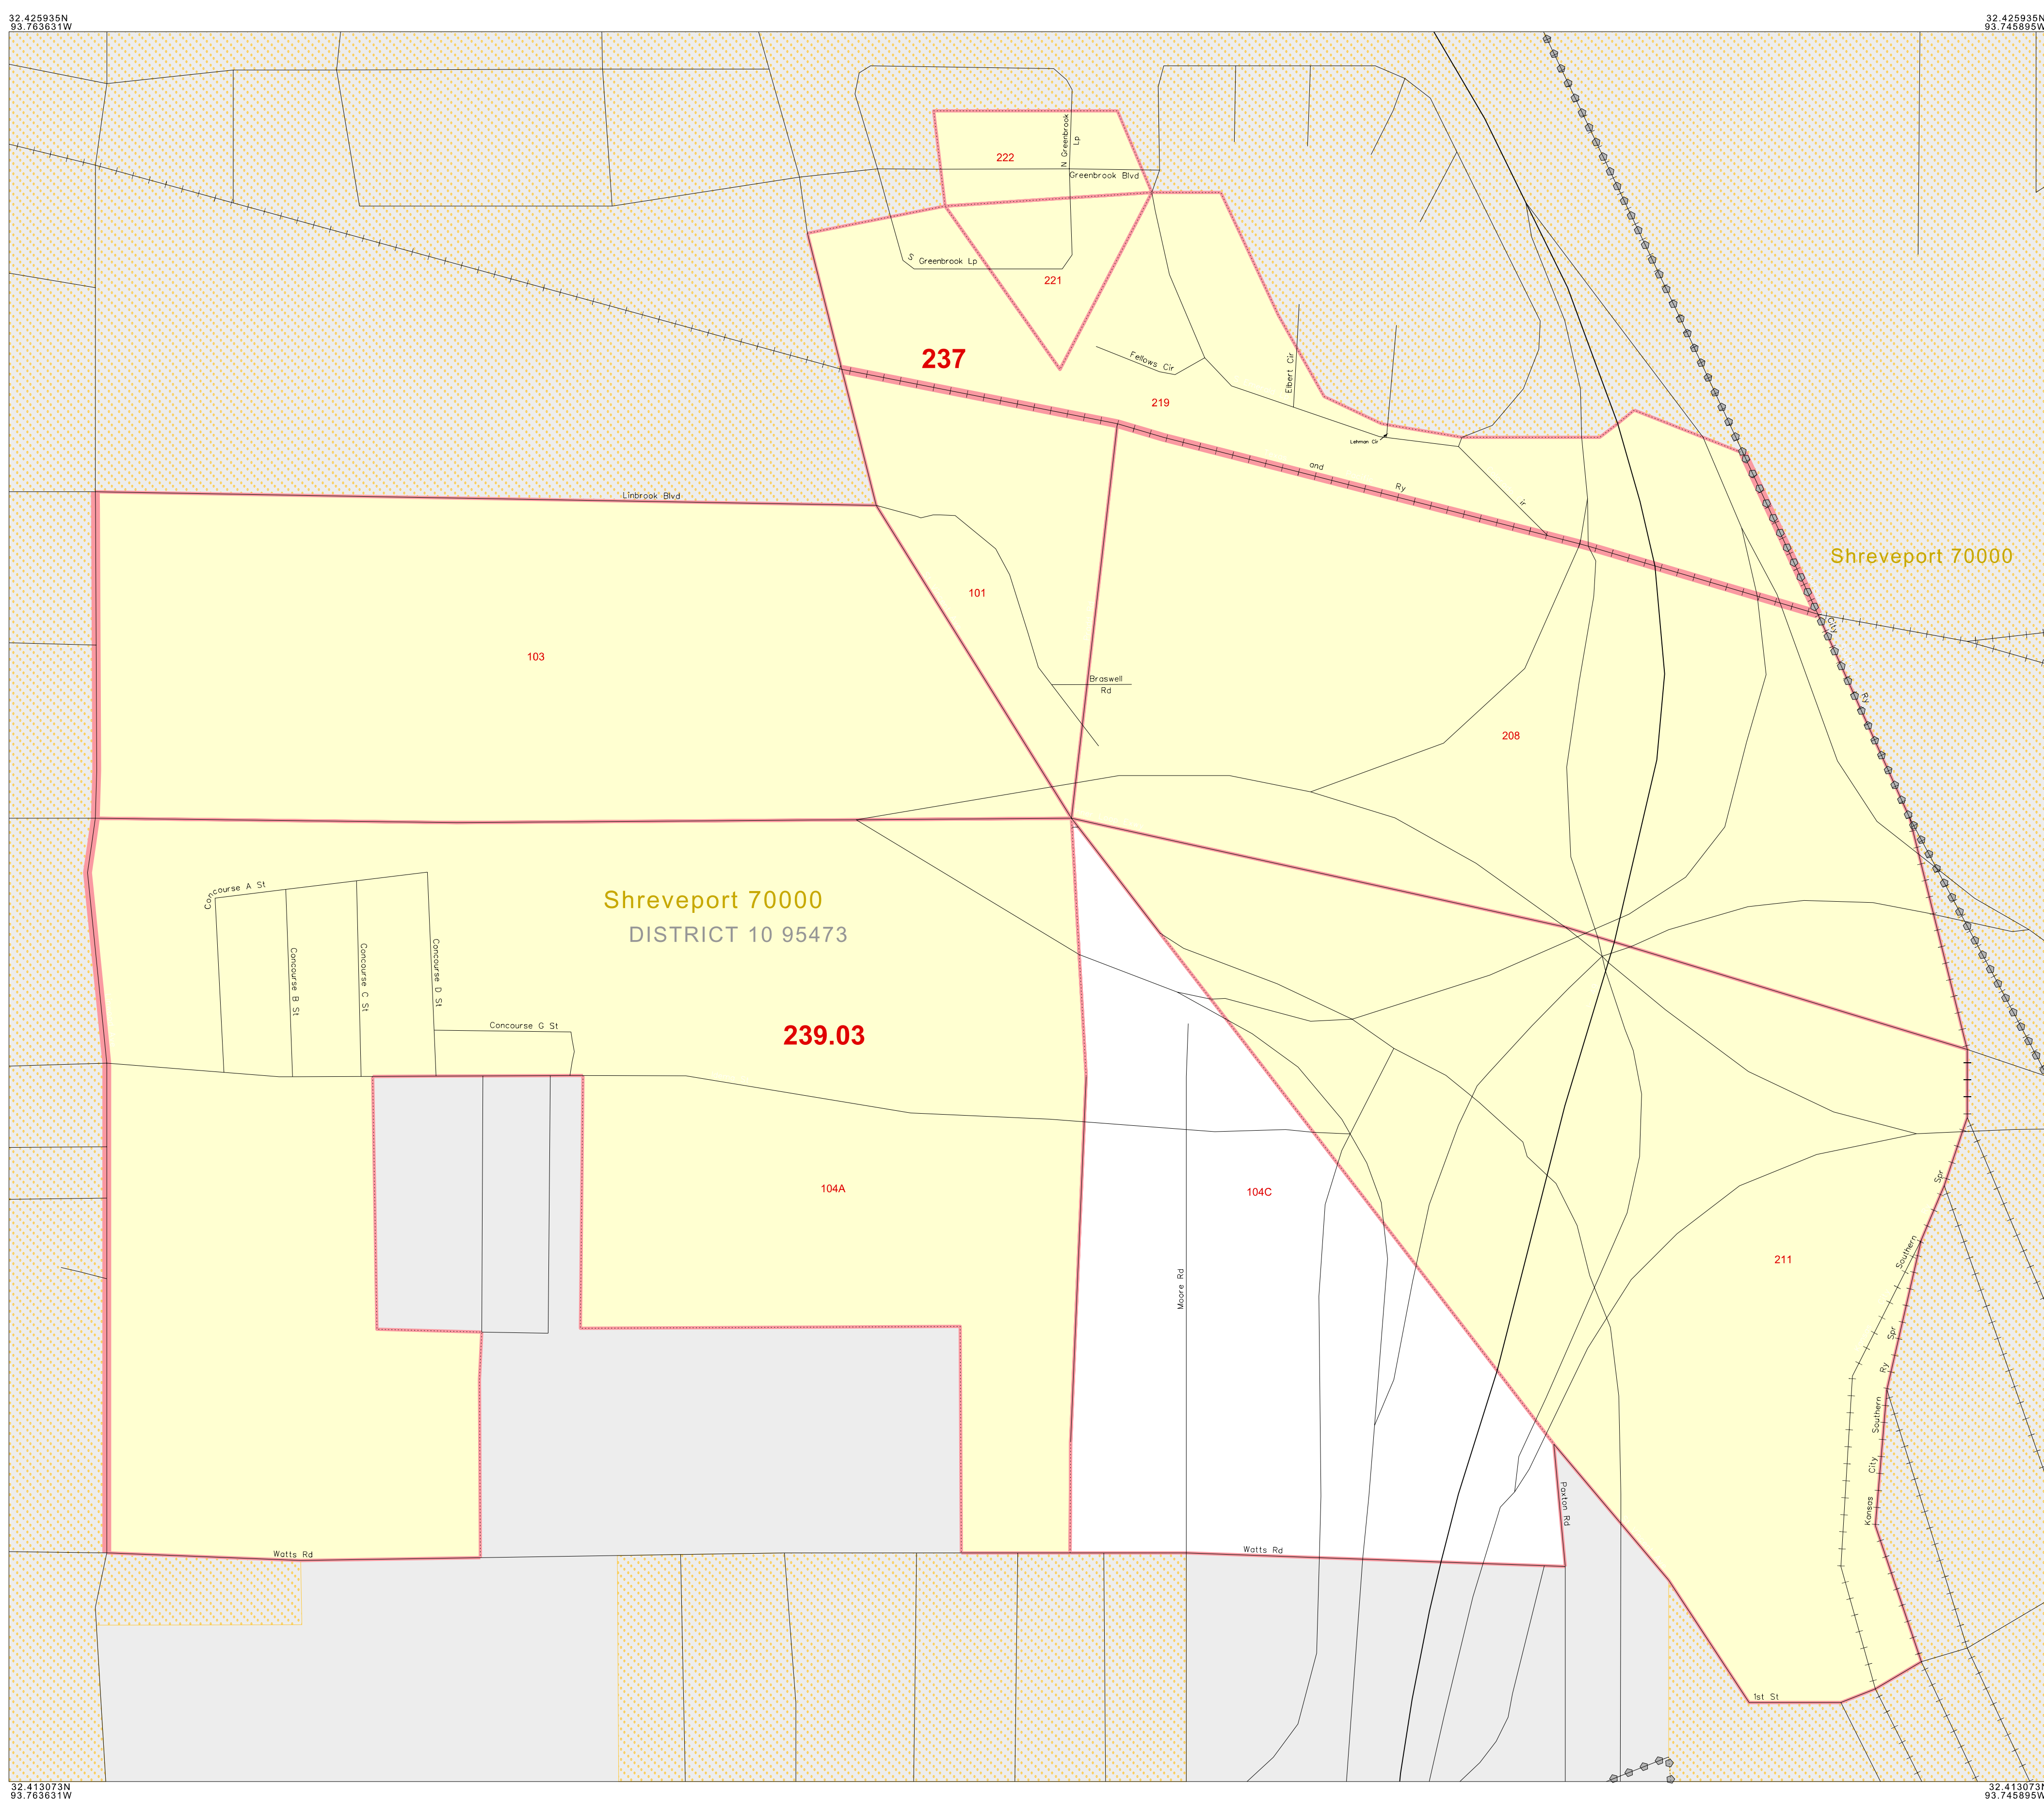 32.425935N
93.763631W
32.425935N
93.745895W
N Greenbrook
Lp
222
Greenbrook Blvd
S Greenbrook Lp
221
237
Fellows Cir
Elbert Cir
219
Lehman Cir
and
Ry
ir
Linbrook Blvd
Shreveport 70000
101
City
103
Braswell
Rd
Ry
208
Concourse A St
Shreveport 70000
DISTRICT 10 95473
Concourse B St
Concourse C St
Concourse D St
Concourse G St
239.03
104A
104C
Spr
Southern
211
Moore Rd
Spr
Ry
Southern
City
Kansas
Paxton Rd
Watts Rd
Watts Rd
1st St
32.413073N
93.763631W
32.413073N
93.745895W